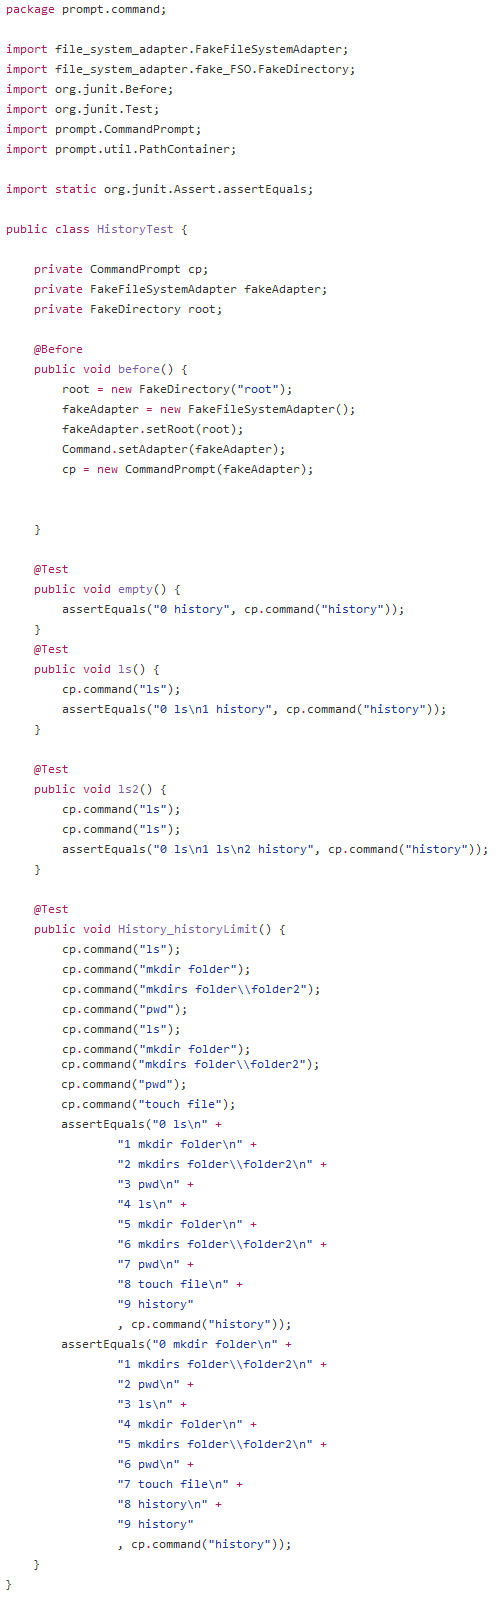 package prompt.command;

import file_system_adapter.FakeFileSystemAdapter;
import file_system_adapter.fake_FSO.FakeDirectory;
import org.junit.Before;
import org.junit.Test;
import prompt.CommandPrompt;
import prompt.util.PathContainer;

import static org.junit.Assert.assertEquals;

public class HistoryTest {

    private CommandPrompt cp;
    private FakeFileSystemAdapter fakeAdapter;
    private FakeDirectory root;

    @Before
    public void before() {
        root = new FakeDirectory("root");
        fakeAdapter = new FakeFileSystemAdapter();
        fakeAdapter.setRoot(root);
        Command.setAdapter(fakeAdapter);
        cp = new CommandPrompt(fakeAdapter);


    }

    @Test
    public void empty() {
        assertEquals("0 history", cp.command("history"));
    }
    @Test
    public void ls() {
        cp.command("ls");
        assertEquals("0 ls\n1 history", cp.command("history"));
    }

    @Test
    public void ls2() {
        cp.command("ls");
        cp.command("ls");
        assertEquals("0 ls\n1 ls\n2 history", cp.command("history"));
    }

    @Test
    public void History_historyLimit() {
        cp.command("ls");
        cp.command("mkdir folder");
        cp.command("mkdirs folder\\folder2");
        cp.command("pwd");
        cp.command("ls");
        cp.command("mkdir folder");
        cp.command("mkdirs folder\\folder2");
        cp.command("pwd");
        cp.command("touch file");
        assertEquals("0 ls\n" +
                "1 mkdir folder\n" +
                "2 mkdirs folder\\folder2\n" +
                "3 pwd\n" +
                "4 ls\n" +
                "5 mkdir folder\n" +
                "6 mkdirs folder\\folder2\n" +
                "7 pwd\n" +
                "8 touch file\n" +
                "9 history"
                , cp.command("history"));
        assertEquals("0 mkdir folder\n" +
                "1 mkdirs folder\\folder2\n" +
                "2 pwd\n" +
                "3 ls\n" +
                "4 mkdir folder\n" +
                "5 mkdirs folder\\folder2\n" +
                "6 pwd\n" +
                "7 touch file\n" +
                "8 history\n" +
                "9 history"
                , cp.command("history"));
    }
}